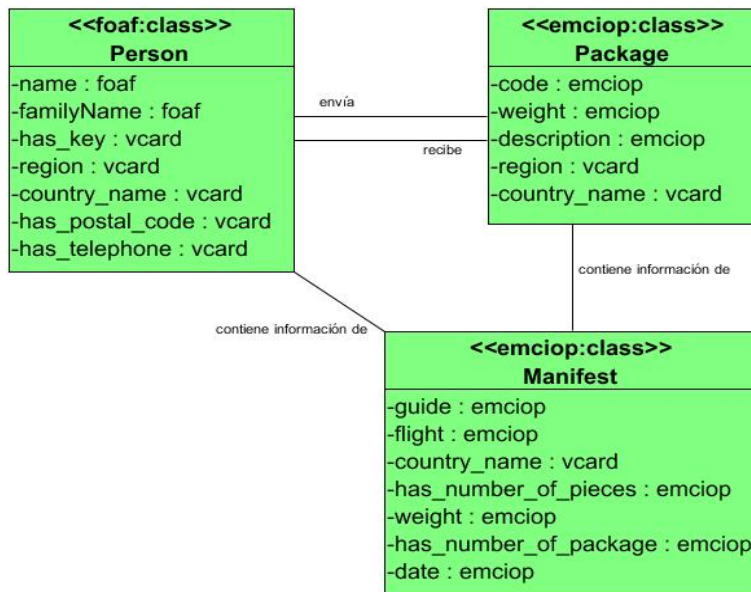 <<foaf:class>>
Person
-name : foaf
-familyName : foaf
-has_key : vcard
-region : vcard
-country_name : vcard
-has_postal_code : vcard
-has_telephone : vcard
envía
recibe
<<emciop:class>>
Package
-code : emciop
-weight : emciop
-description : emciop
-region : vcard
-country_name : vcard
contiene información de
contiene información de
<<emciop:class>>
Manifest
-guide : emciop
-flight : emciop
-country_name : vcard
-has_number_of_pieces : emciop
-weight : emciop
-has_number_of_package : emciop
-date : emciop